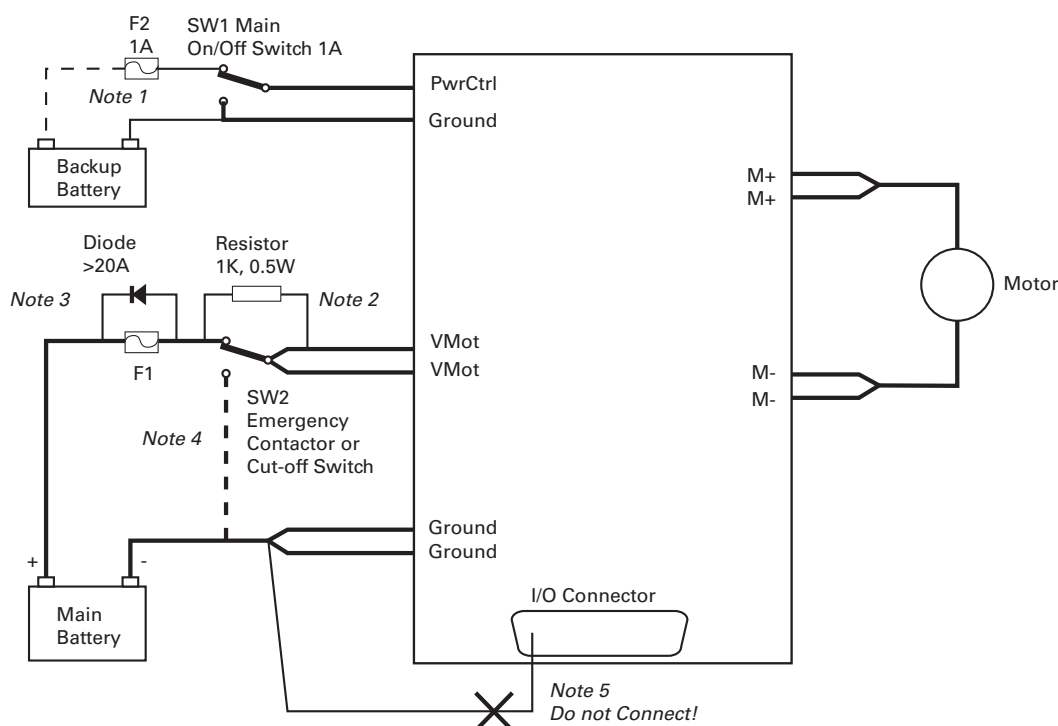 F2
1A
SW1 Main
On/Off Switch 1A
Note 1
PwrCtrl
Ground
Backup
Battery
M+
M+
Diode
>20A
Resistor
1K, 0.5W
Note 3
Note 2
Motor
VMot
VMot
F1
M-
M-
SW2
Emergency
Contactor or
Cut-off Switch
Note 4
Ground
Ground
+
-
I/O Connector
Main
Battery
Note 5
Do not Connect!